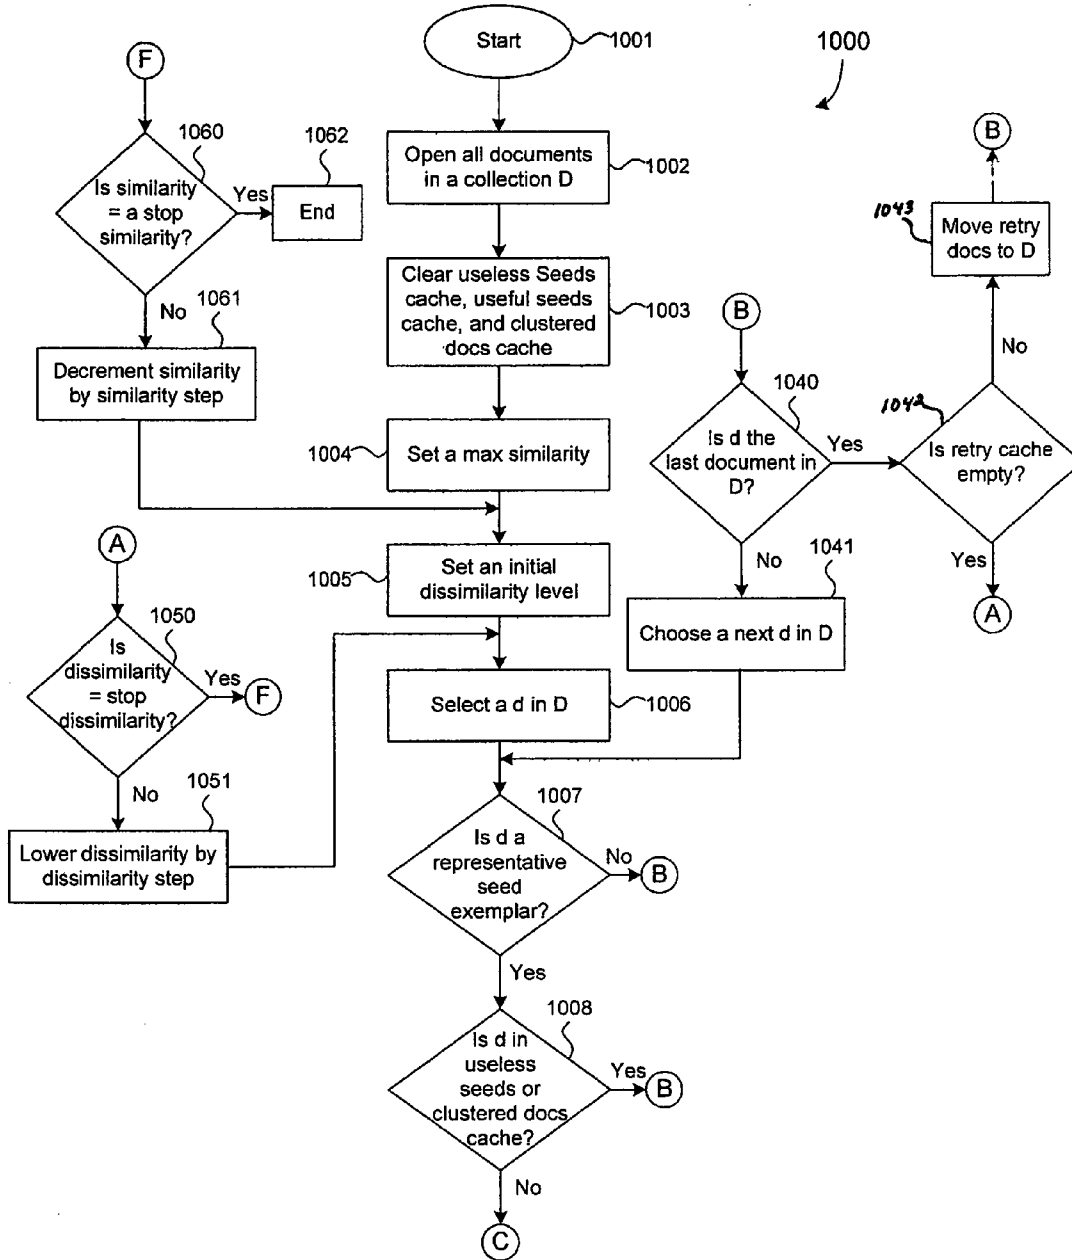 Start
1001
1000
F
1060
Is similarity
= a stop
similarity?
Yes
1062
End
No
1061
Decrement similarity
by similarity step
Open all documents
in a collection D
1002
Clear useless Seeds
cache, useful seeds
cache, and clustered
docs cache
1003
1004
Set a max similarity
B
1043
Move retry
docs to D
No
1042
Is retry cache
empty?
Yes
A
B
1040
Is d the
last document in
D?
Yes
No
1041
Choose a next d in D
A
1050
Is
dissimilarity
= stop
dissimilarity?
Yes
F
No
1051
Lower dissimilarity by
dissimilarity step
1005
Set an initial
dissimilarity level
Select a d in D
1006
1007
Is d a
representative
seed
exemplar?
No
B
Yes
1008
Is d in
useless
seeds or
clustered docs
cache?
Yes
B
No
C